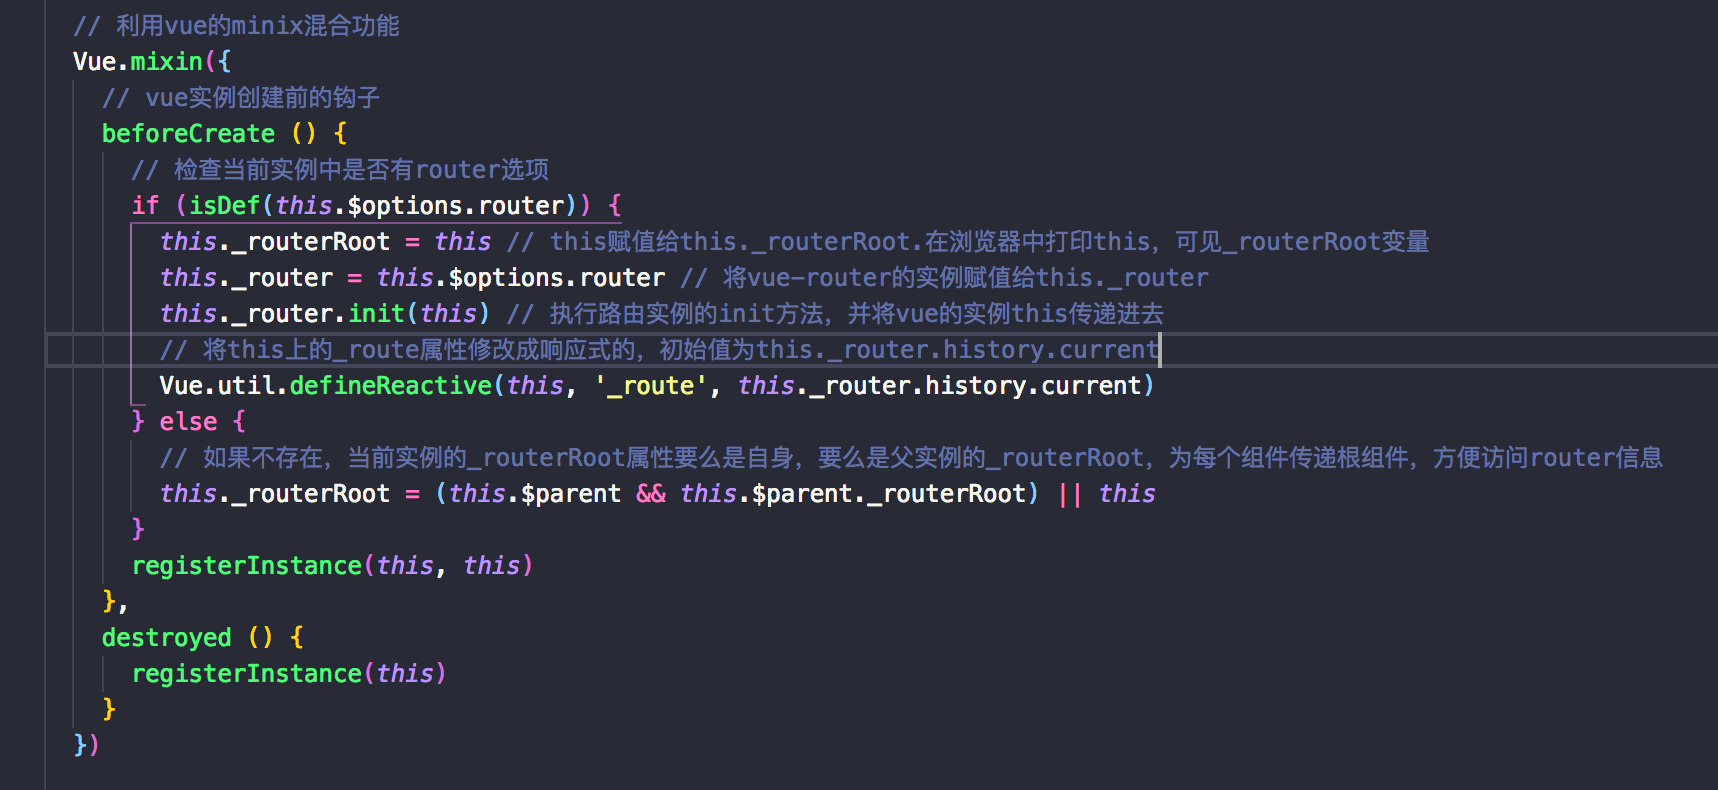 // 利用vue的minix混合功能
Vue.mixin({
// vue实例创建前的钩子
beforeCreate () {
// 检查当前实例中是否有router选项
if (isDef(this.$options.router)) {
this._routerRoot = this // this赋值给this._routerRoot.在浏览器中打印this，可见_routerRoot变量
this._router = this.$options.router // 将vue-router的实例赋值给this._router
this._router.init(this) // 执行路由实例的init方法，并将vue的实例this传递进去
// 将this上的_route属性修改成响应式的，初始值为this._router.history.current
Vue.util.defineReactive(this, '_route', this._router.history.current)
} else {
// 如果不存在，当前实例的_routerRoot属性要么是自身，要么是父实例的_routerRoot，为每个组件传递根组件，方便访问router信息
this._routerRoot = (this.$parent && this.$parent._routerRoot) || this
}
registerInstance(this, this)
},
destroyed () {
registerInstance(this)
}
})